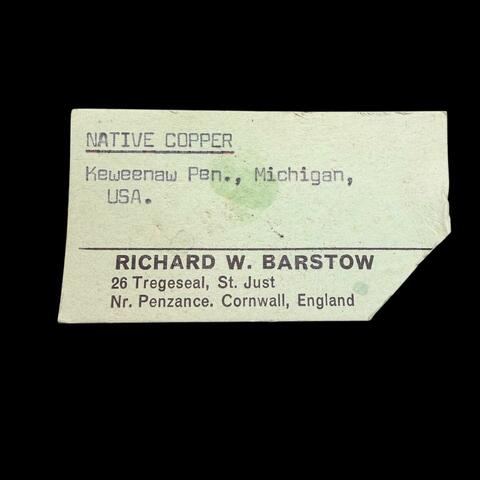 NATIVE COPPER
Keweenaw Pen., Michigan,
USA.
RICHARD W. BARSTOW
26 Tregeseal, St. Just
Nr. Penzance. Cornwall, England